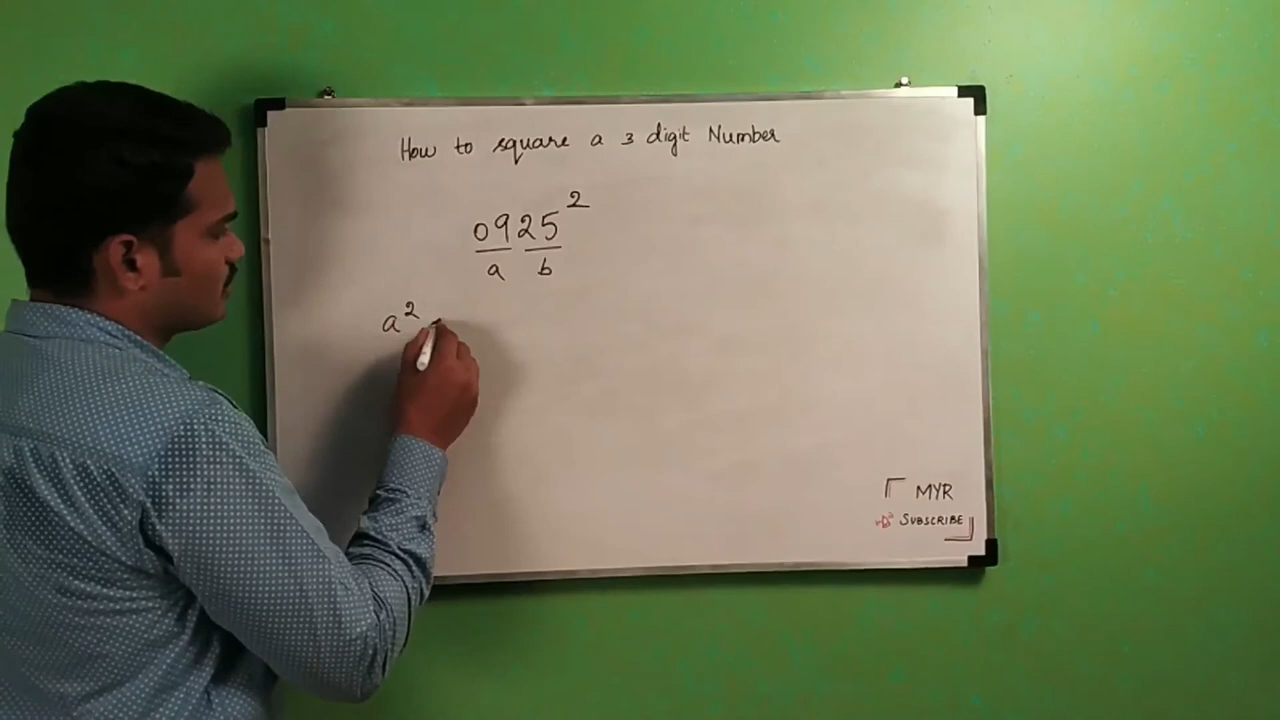 How to square a 3 digit Number
0925²
a b
a²
MYR
SUBSCRIBE